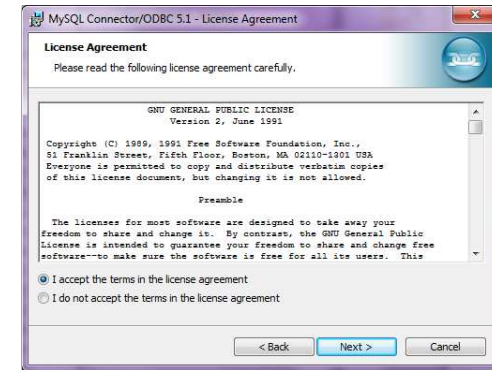 MySQL Connector/ODBC 5.1 - License Agreement
License Agreement
Please read the following license agreement carefully.
GNU GENERAL PUBLIC LICENSE
Version 2, June 1991
Copyright (C) 1989, 1991 Free Software Foundation, Inc.,
51 Franklin Street, Fifth Floor, Boston, MA 02110-1301 USA
Everyone is permitted to copy and distribute verbatim copies
of this license document, but changing it is not allowed.
Preamble
The licenses for most software are designed to take away your
freedom to share and change it. By contrast, the GNU General Public
License is intended to guarantee your freedom to share and change free
software--to make sure the software is free for all its users. This
I accept the terms in the license agreement
I do not accept the terms in the license agreement
< Back Next > Cancel